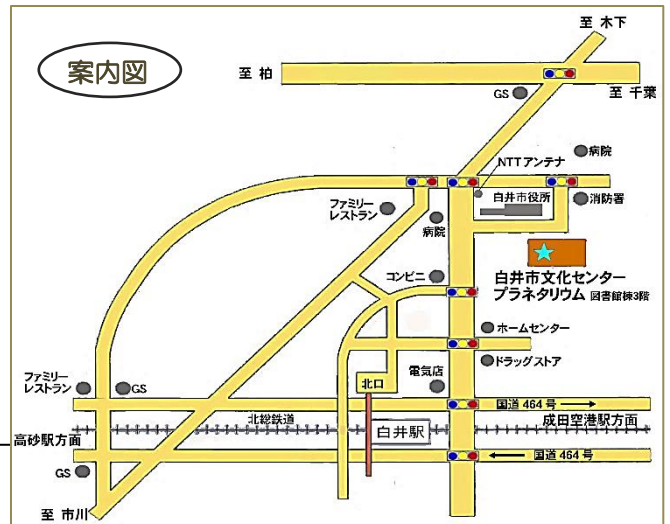 案内図
至 木下
至 柏
GS
至 千葉
NTTアンテナ
病院
ファミリー
レストラン
病院
白井市役所
消防署
コンビニ
白井市文化センター
プラネタリウム 図書館棟3階
ホームセンター
ドラッグストア
電気店
北口
ファミリー
レストラン
GS
国道464号
北総鉄道
高砂駅方面
白井駅
成田空港駅方面
国道464号
GS
至 市川